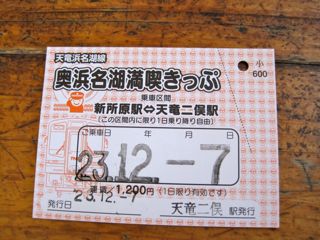 天竜浜名湖線
奥浜名湖満喫きっぷ
小
600
乗車区間
新所原駅⇔天竜二俣駅
(この区間内に限り1日乗り降り自由)
乗車日 年 月 日
23.12.-7
運賃/1,200円 (1日限り有効です)
23.12.-7
発行日 天竜二俣 駅発行